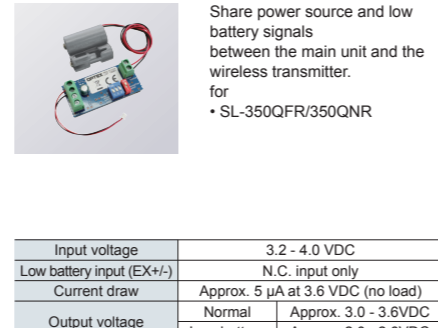 Share power source and low
battery signals
between the main unit and the
wireless transmitter.
for
• SL-350QFR/350QNR
OPTEX
Input voltage 3.2 - 4.0 VDC
Low battery input (EX+/-) N.C. input only
Current draw Approx. 5 μA at 3.6 VDC (no load)
Output voltage Normal Approx. 3.0 - 3.6VDC